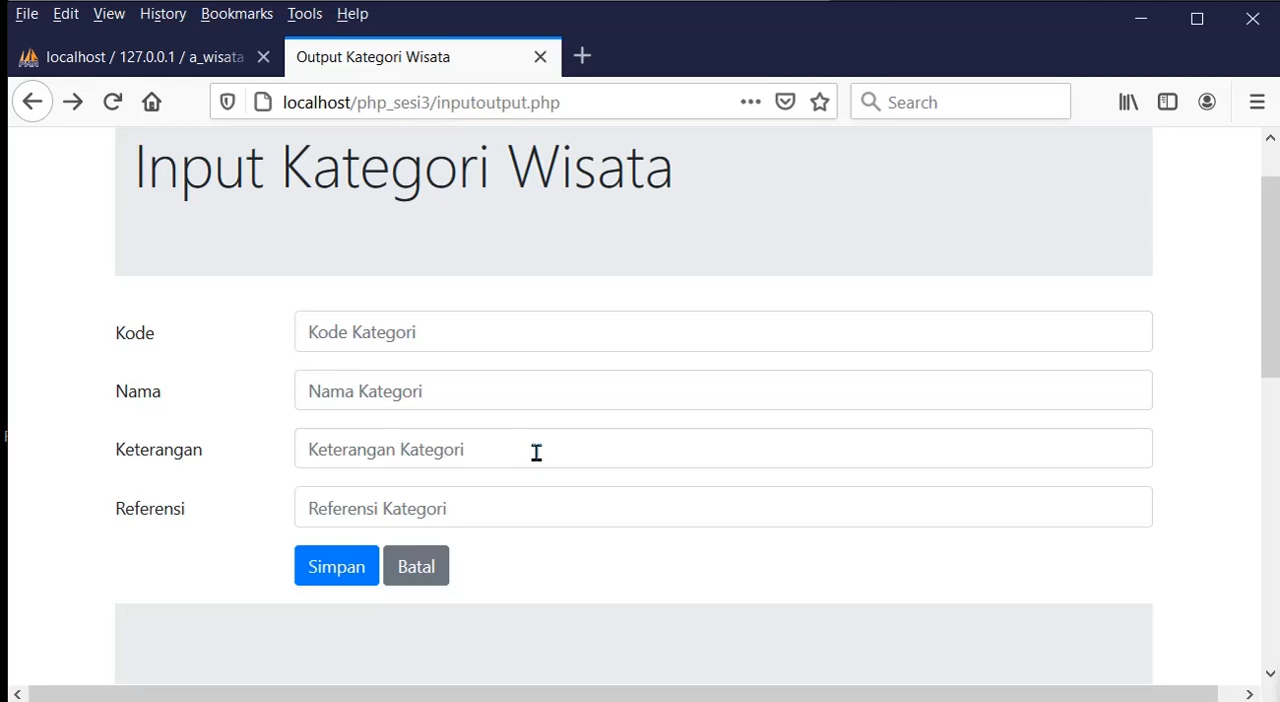 File Edit View History Bookmarks Tools Help
localhost / 127.0.0.1 / a_wisata
Output Kategori Wisata
localhost/php_sesi3/inputoutput.php
Search
Input Kategori Wisata
Kode
Kode Kategori
Nama
Nama Kategori
Keterangan
Keterangan Kategori
Referensi
Referensi Kategori
Simpan
Batal